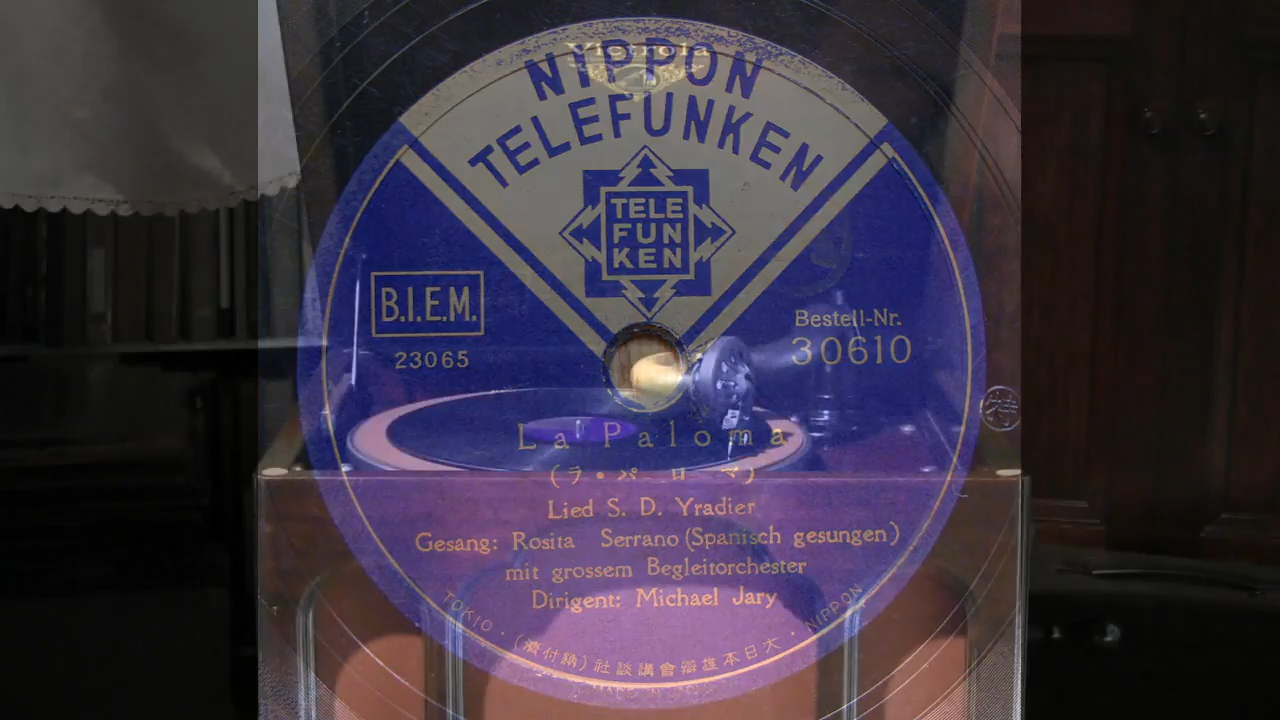 Victrola
NIPPON
TELEFUNKEN
TELE
FUN
KEN
B.I.E.M.
23065
Bestell-Nr.
30610
La Paloma
(ラ・パロマ)
Lied S. D. Yradier
Gesang: Rosita Serrano (Spanisch gesungen)
mit grossem Begleitorchester
Dirigent: Michael Jary
TOKIO · (濟付納) 社談講會辯雄本日大 · NIPPON